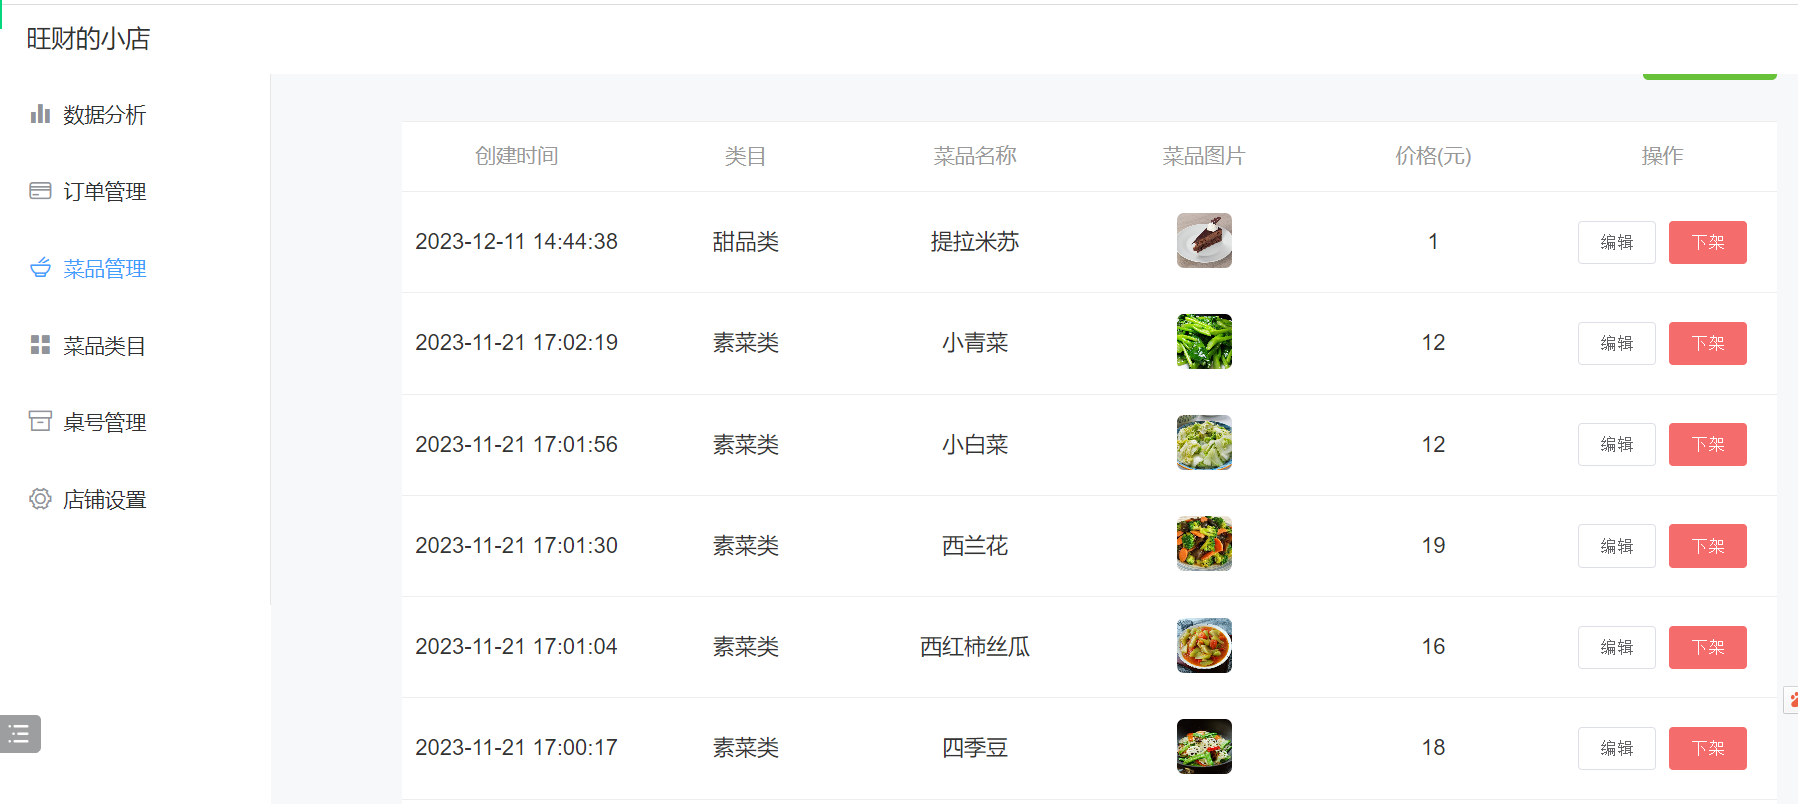 旺财的小店
数据分析
订单管理
菜品管理
菜品类目
桌号管理
店铺设置
创建时间 类目 菜品名称 菜品图片 价格(元) 操作
2023-12-11 14:44:38 甜品类 提拉米苏 1 编辑 下架
2023-11-21 17:02:19 素菜类 小青菜 12 编辑 下架
2023-11-21 17:01:56 素菜类 小白菜 12 编辑 下架
2023-11-21 17:01:30 素菜类 西兰花 19 编辑 下架
2023-11-21 17:01:04 素菜类 西红柿丝瓜 16 编辑 下架
2023-11-21 17:00:17 素菜类 四季豆 18 编辑 下架